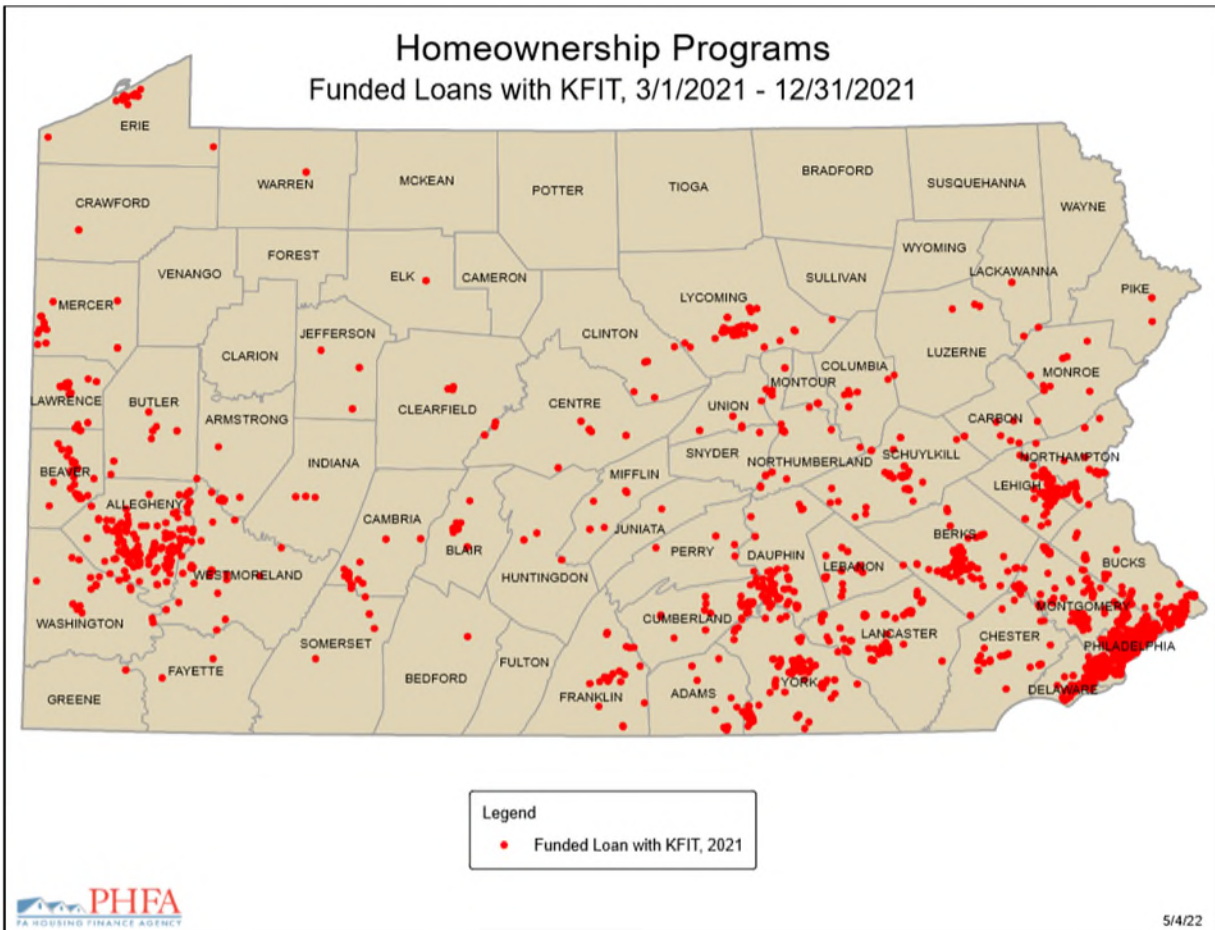 Homeownership Programs
Funded Loans with KFIT, 3/1/2021 - 12/31/2021
ERIE
WARREN
MCKEAN
POTTER
TIOGA
BRADFORD
SUSQUEHANNA
WAYNE
CRAWFORD
FOREST
VENANGO
ELK
CAMERON
SULLIVAN
WYOMING
LACKAWANNA
PIKE
MERCER
JEFFERSON
CLINTON
LYCOMING
LUZERNE
CLARION
COLUMBIA
MONROE
LAWRENCE
BUTLER
ARMSTRONG
CLEARFIELD
CENTRE
UNION
MONTOUR
CARBON
BEAVER
INDIANA
MIFFLIN
SNYDER
NORTHUMBERLAND
SCHUYLKILL
NORTHAMPTON
LEHIGH
ALLEGHENY
CAMBRIA
BLAIR
JUNIATA
PERRY
DAUPHIN
LEBANON
BERKS
BUCKS
WESTMORELAND
HUNTINGDON
MONTGOMERY
WASHINGTON
SOMERSET
CUMBERLAND
LANCASTER
CHESTER
PHILADELPHIA
GREENE
FAYETTE
BEDFORD
FULTON
FRANKLIN
ADAMS
YORK
DELAWARE
Legend
Funded Loan with KFIT, 2021
PHFA
PA HOUSING FINANCE AGENCY
5/4/22